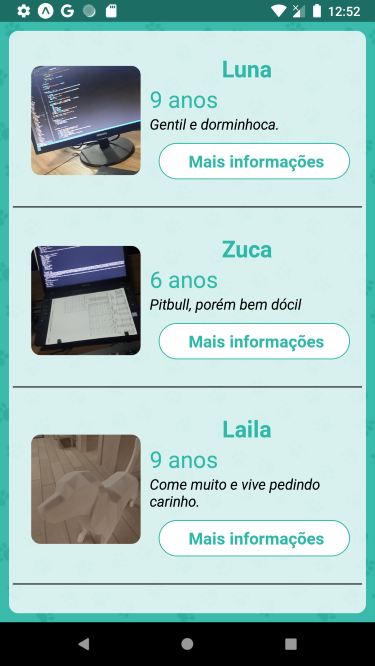 12:52
Luna
9 anos
Gentil e dorminhoca.
Mais informações
Zuca
6 anos
Pitbull, porém bem dócil
Mais informações
Laila
9 anos
Come muito e vive pedindo
carinho.
Mais informações